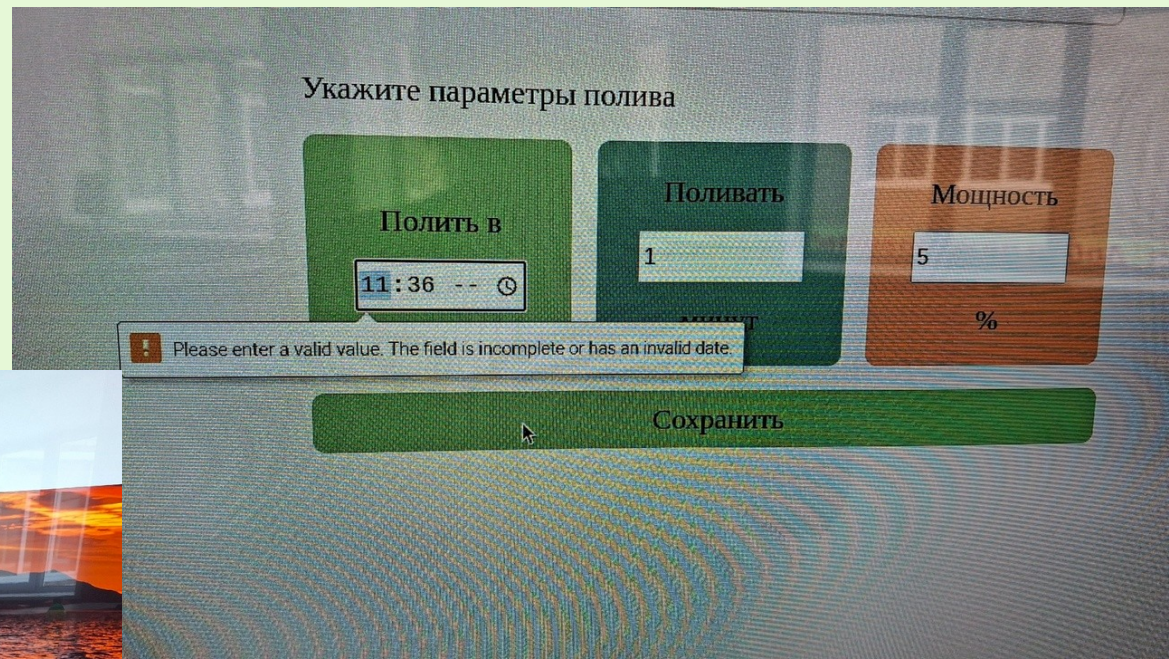 Укажите параметры полива
Полить в
11:36 --
Поливать
1
минут
Мощность
5
%
Please enter a valid value. The field is incomplete or has an invalid date.
Сохранить